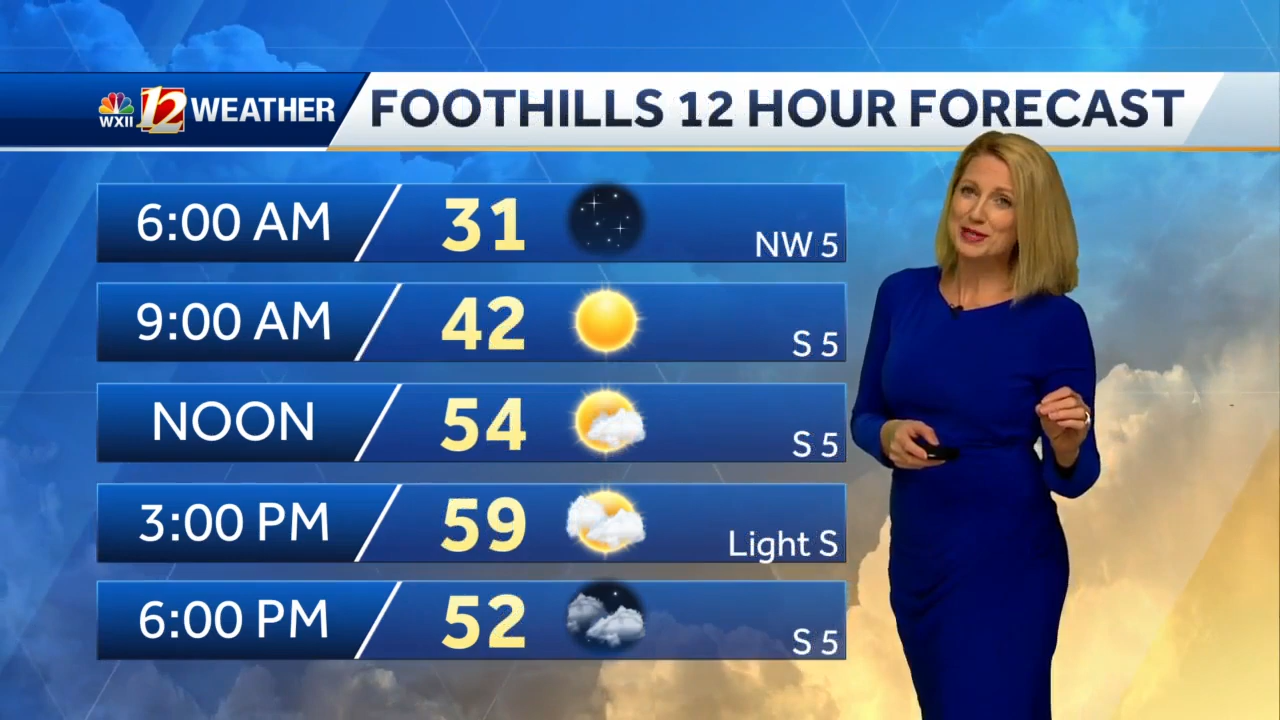 WXII 12 WEATHER
FOOTHILLS 12 HOUR FORECAST
6:00 AM 31 NW 5
9:00 AM 42 S 5
NOON 54 S 5
3:00 PM 59 Light S
6:00 PM 52 S 5